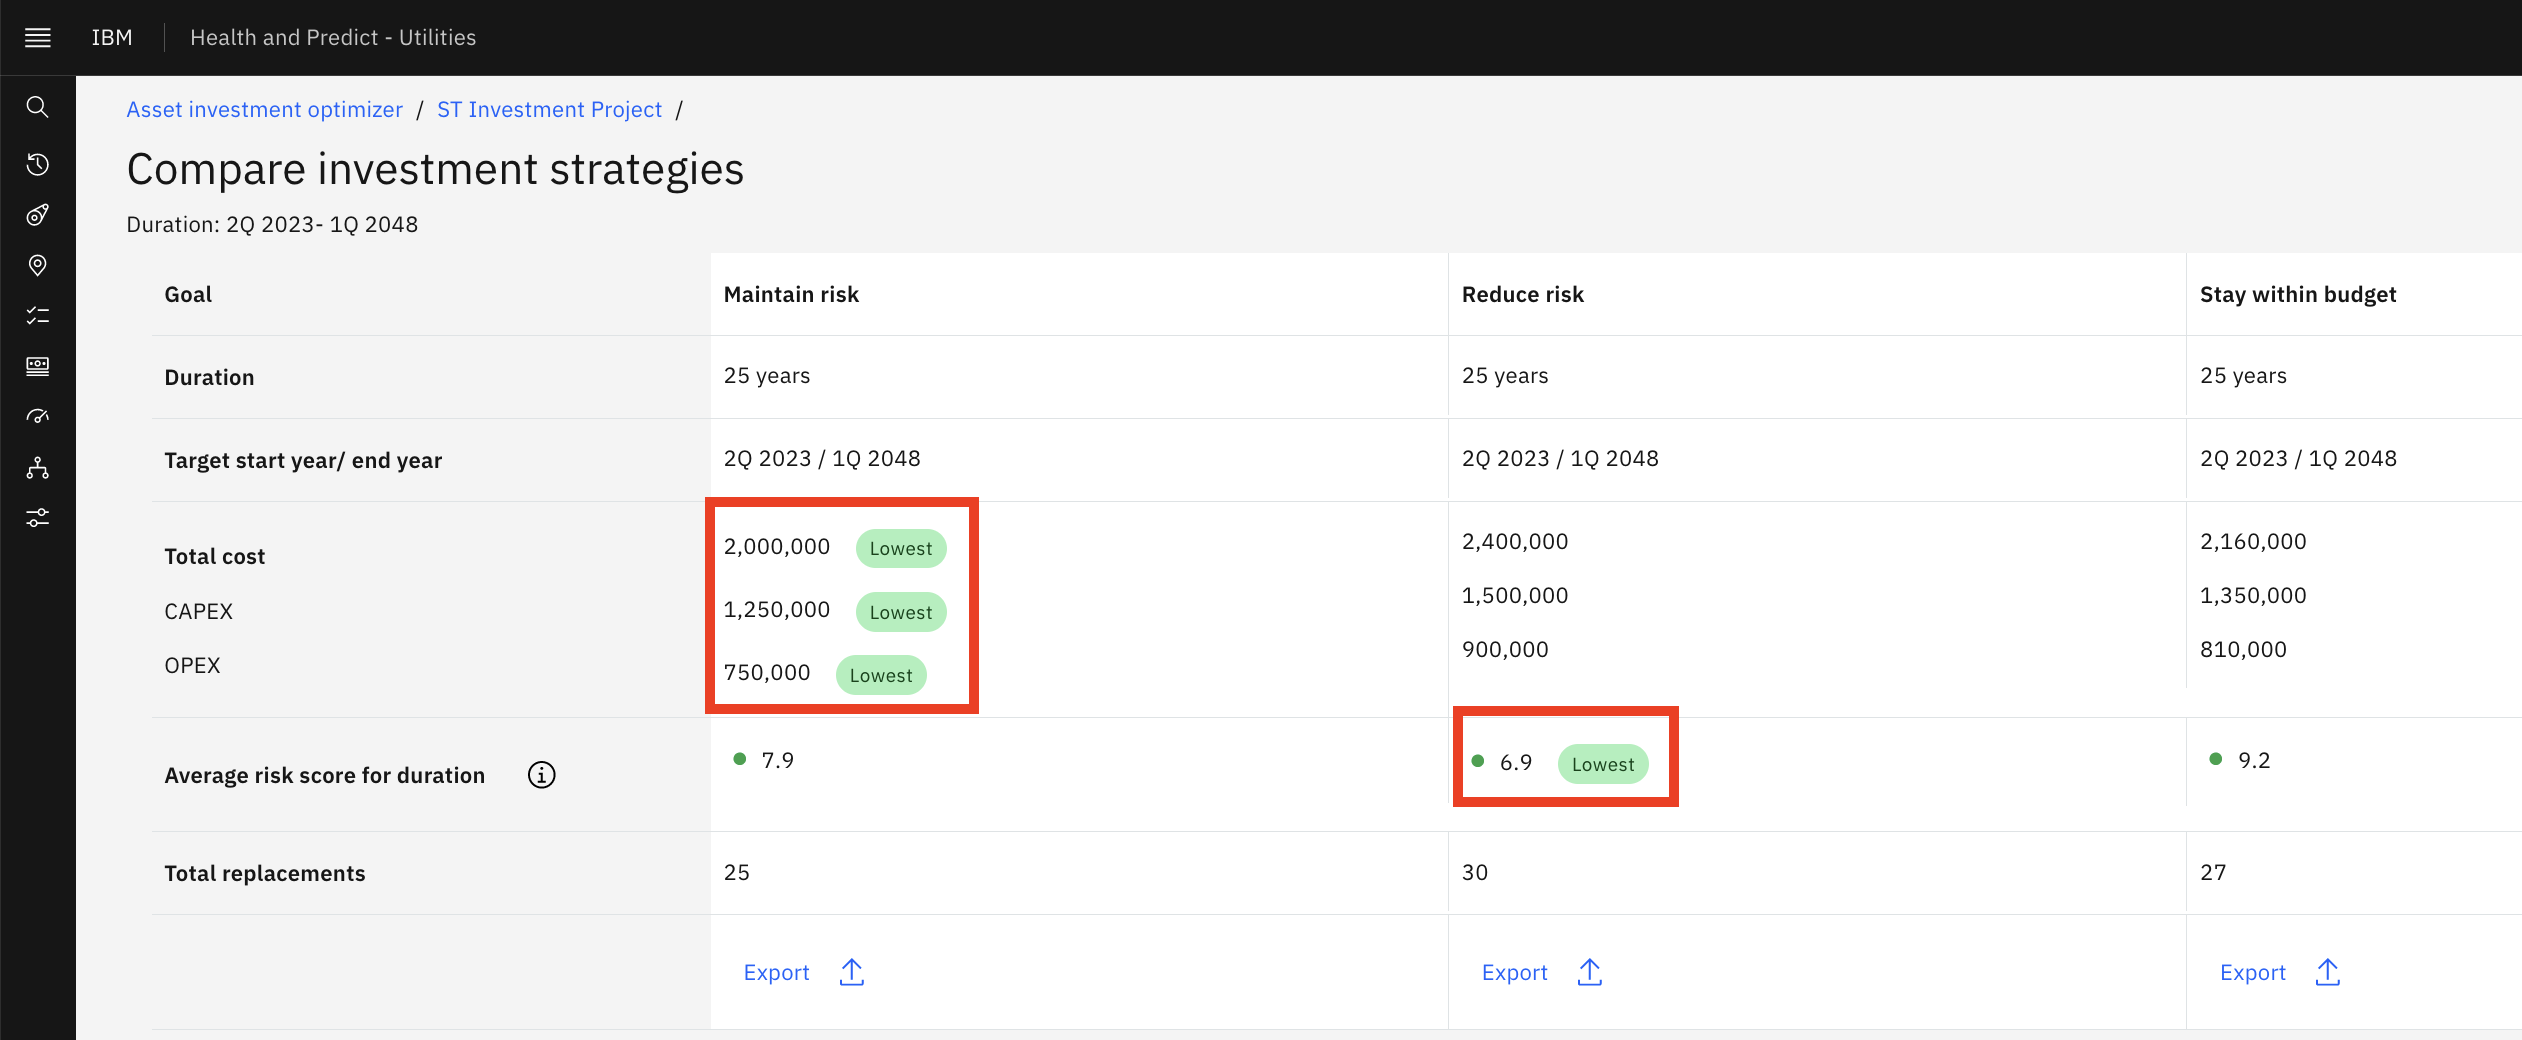 IBM Health and Predict - Utilities
Asset investment optimizer / ST Investment Project /
Compare investment strategies
Duration: 2Q 2023- 1Q 2048
Goal Maintain risk Reduce risk Stay within budget
Duration 25 years 25 years 25 years
Target start year/ end year 2Q 2023 / 1Q 2048 2Q 2023 / 1Q 2048 2Q 2023 / 1Q 2048
Total cost 2,000,000 Lowest 2,400,000 2,160,000
CAPEX 1,250,000 Lowest 1,500,000 1,350,000
OPEX 750,000 Lowest 900,000 810,000
Average risk score for duration 7.9 6.9 Lowest 9.2
Total replacements 25 30 27
Export Export Export